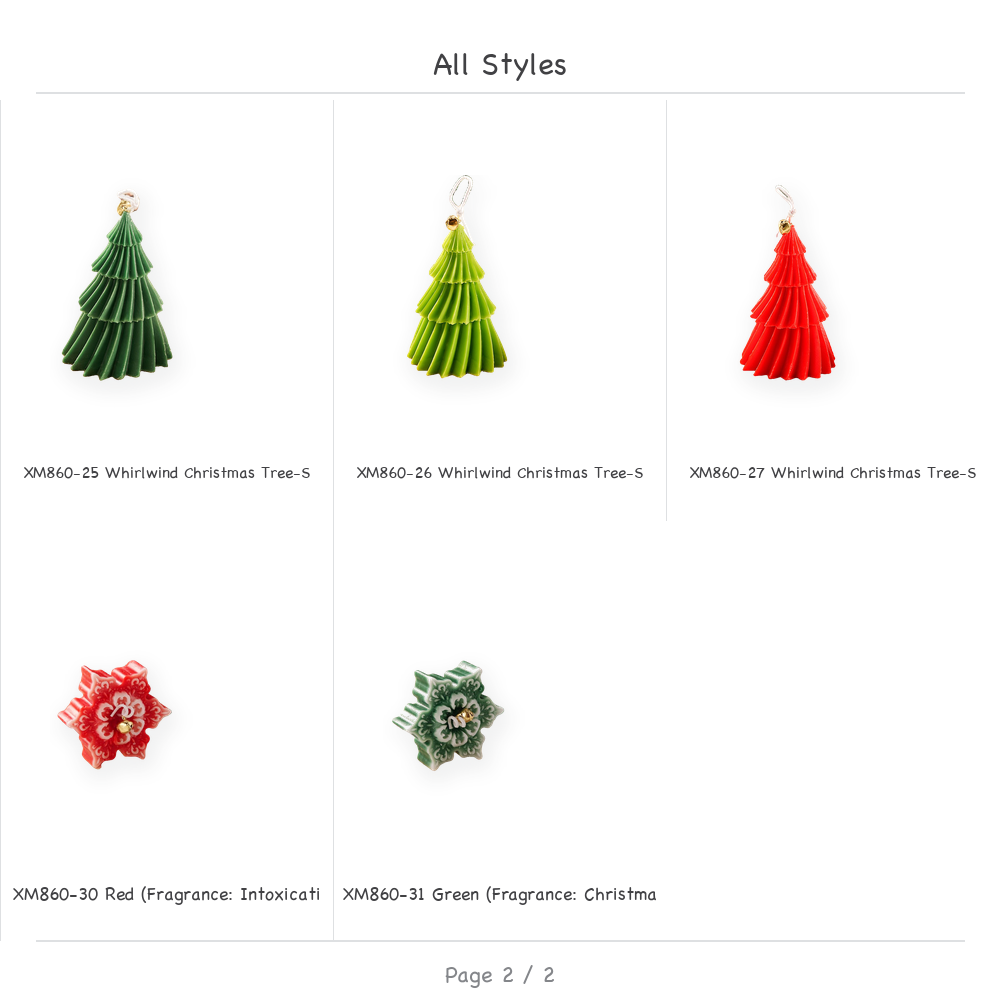 All Styles
XM860-25 Whirlwind Christmas Tree-S
XM860-26 Whirlwind Christmas Tree-S
XM860-27 Whirlwind Christmas Tree-S
XM860-30 Red (Fragrance: Intoxicati
XM860-31 Green (Fragrance: Christma
Page 2 / 2